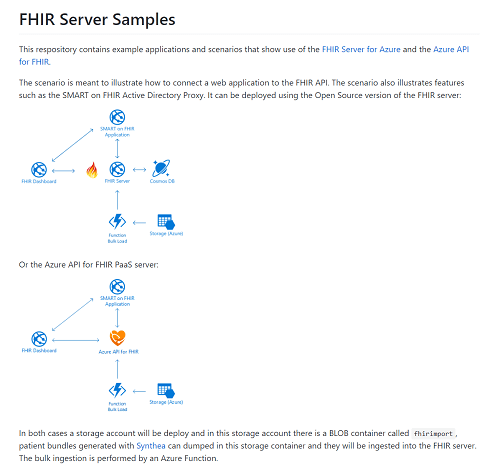 FHIR Server Samples
This respository contains example applications and scenarios that show use of the FHIR Server for Azure and the Azure API
for FHIR.
The scenario is meant to illustrate how to connect a web application to the FHIR API. The scenario also illustrates features
such as the SMART on FHIR Active Directory Proxy. It can be deployed using the Open Source version of the FHIR server:
SMART on FHIR
Application
FHIR Dashboard
FHIR Server
Cosmos DB
Function
Bulk Load
Storage (Azure)
Or the Azure API for FHIR PaaS server:
SMART on FHIR
Application
FHIR Dashboard
Azure API for FHIR
Function
Bulk Load
Storage (Azure)
In both cases a storage account will be deploy and in this storage account there is a BLOB container called fhirimport,
patient bundles generated with Synthea can dumped in this storage container and they will be ingested into the FHIR server.
The bulk ingestion is performed by an Azure Function.